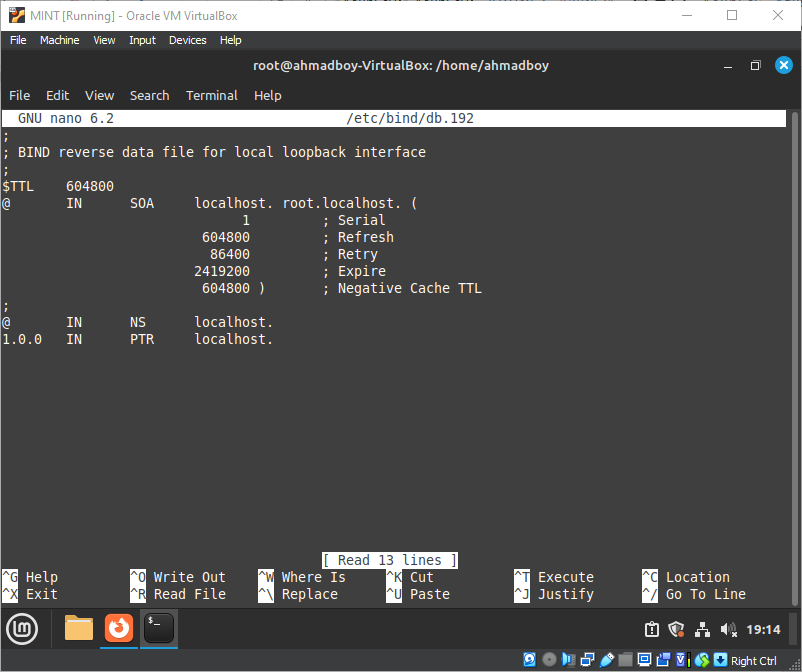 MINT [Running] - Oracle VM VirtualBox
File Machine View Input Devices Help
root@ahmadboy-VirtualBox: /home/ahmadboy
File Edit View Search Terminal Help
GNU nano 6.2 /etc/bind/db.192
;
; BIND reverse data file for local loopback interface
;
$TTL 604800
@ IN SOA localhost. root.localhost. (
1 ; Serial
604800 ; Refresh
86400 ; Retry
2419200 ; Expire
604800 ) ; Negative Cache TTL
;
@ IN NS localhost.
1.0.0 IN PTR localhost.
[ Read 13 lines ]
^G Help ^O Write Out ^W Where Is ^K Cut ^T Execute ^C Location
^X Exit ^R Read File ^\ Replace ^U Paste ^J Justify ^/ Go To Line
19:14
Right Ctrl